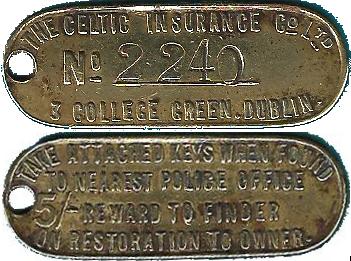 THE CELTIC INSURANCE Co LTD
No 2240
3 COLLEGE GREEN. DUBLIN.
TAKE ATTACHED KEYS WHEN FOUND
TO NEAREST POLICE OFFICE
5/- REWARD TO FINDER
ON RESTORATION TO OWNER.